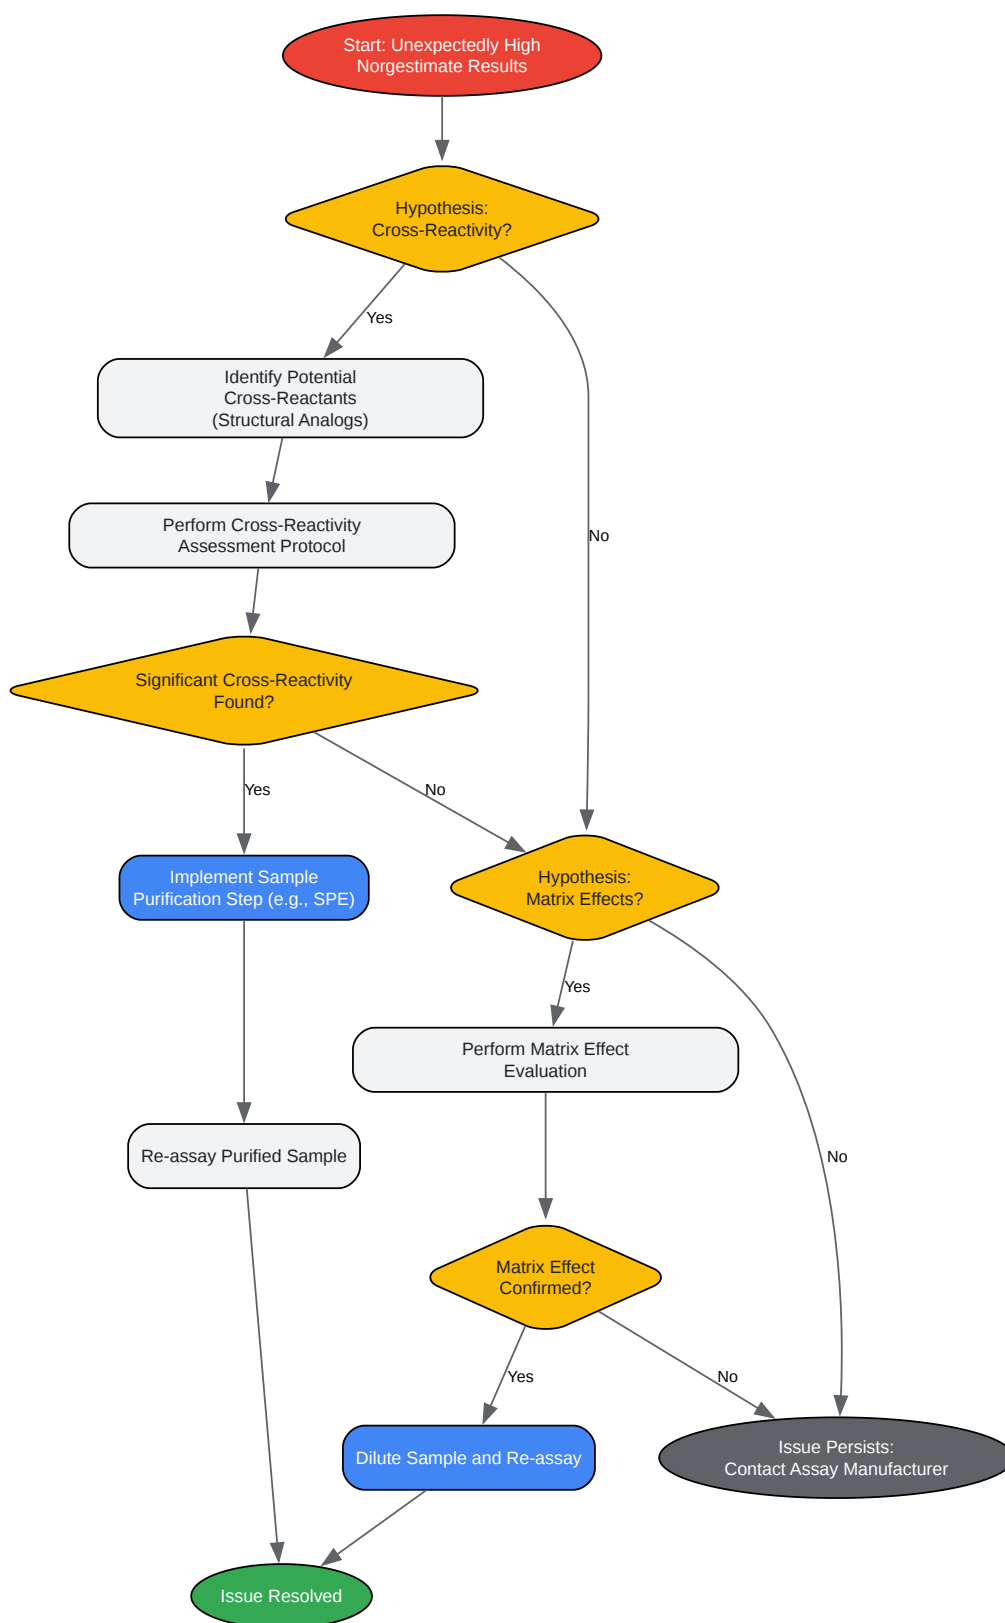 Start: Unexpectedly High
Norgestimate Results
Hypothesis:
Cross-Reactivity?
Yes
Identify Potential
Cross-Reactants
(Structural Analogs)
Perform Cross-Reactivity
Assessment Protocol
No
Significant Cross-Reactivity
Found?
Yes
No
Implement Sample
Purification Step (e.g., SPE)
Hypothesis:
Matrix Effects?
Yes
Perform Matrix Effect
Evaluation
Re-assay Purified Sample
No
Matrix Effect
Confirmed?
Yes
No
Dilute Sample and Re-assay
Issue Persists:
Contact Assay Manufacturer
Issue Resolved